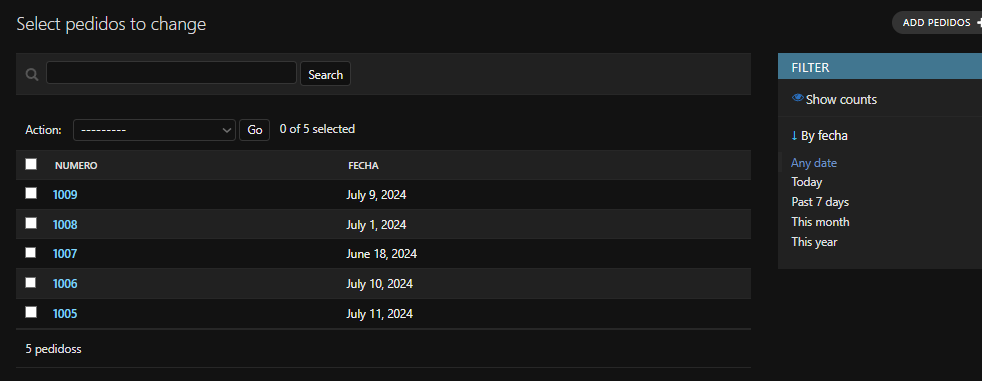 Select pedidos to change
ADD PEDIDOS +
Search
Action: --------- Go 0 of 5 selected
NUMERO FECHA
1009 July 9, 2024
1008 July 1, 2024
1007 June 18, 2024
1006 July 10, 2024
1005 July 11, 2024
5 pedidoss
FILTER
Show counts
↓ By fecha
Any date
Today
Past 7 days
This month
This year